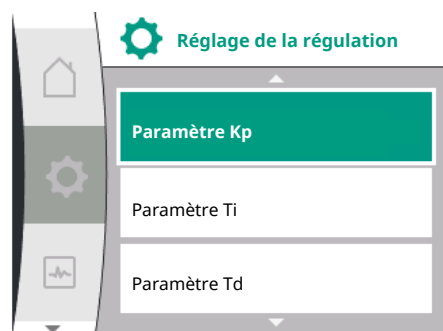 Réglage de la régulation
Paramètre Kp
Paramètre Ti
Paramètre Td